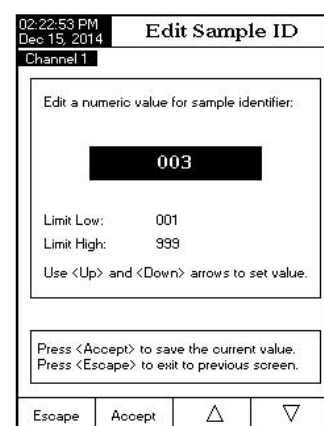 02:22:53 PM
Dec 15, 2014
Edit Sample ID
Channel 1
Edit a numeric value for sample identifier:
003
Limit Low: 001
Limit High: 999
Use <Up> and <Down> arrows to set value.
Press <Accept> to save the current value.
Press <Escape> to exit to previous screen.
Escape Accept △ ▽